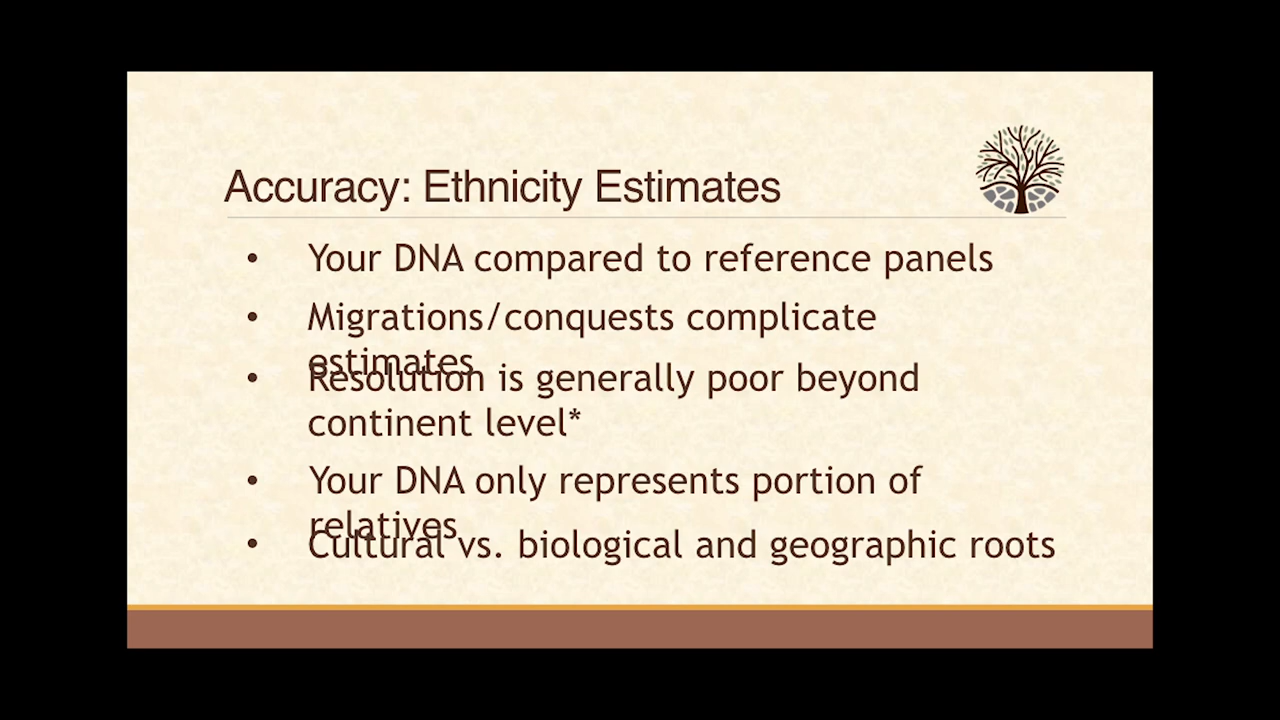 Accuracy: Ethnicity Estimates
• Your DNA compared to reference panels
• Migrations/conquests complicate
estimates
• Resolution is generally poor beyond
continent level*
• Your DNA only represents portion of
relatives
• Cultural vs. biological and geographic roots